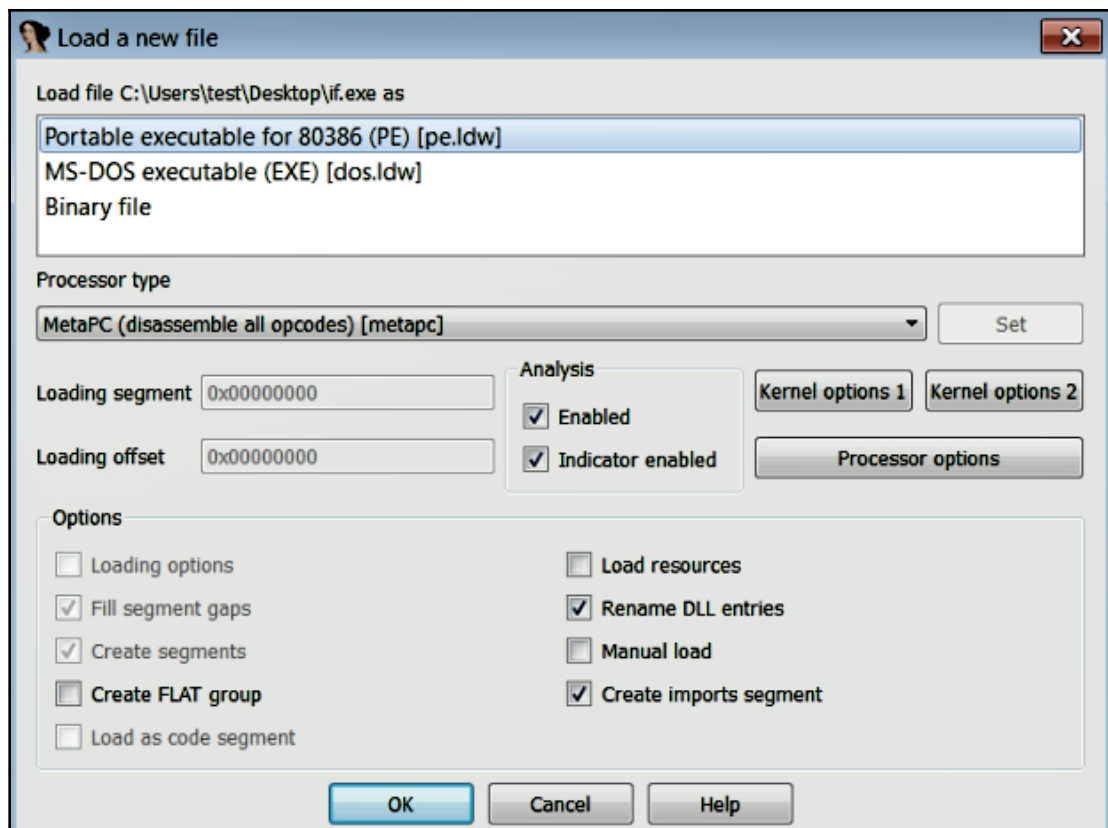 Load a new file
Load file C:\Users\test\Desktop\if.exe as
Portable executable for 80386 (PE) [pe.ldw]
MS-DOS executable (EXE) [dos.ldw]
Binary file
Processor type
MetaPC (disassemble all opcodes) [metapc]
Set
Loading segment 0x00000000
Loading offset 0x00000000
Analysis
Enabled
Indicator enabled
Kernel options 1 Kernel options 2
Processor options
Options
Loading options
Fill segment gaps
Create segments
Create FLAT group
Load as code segment
Load resources
Rename DLL entries
Manual load
Create imports segment
OK Cancel Help